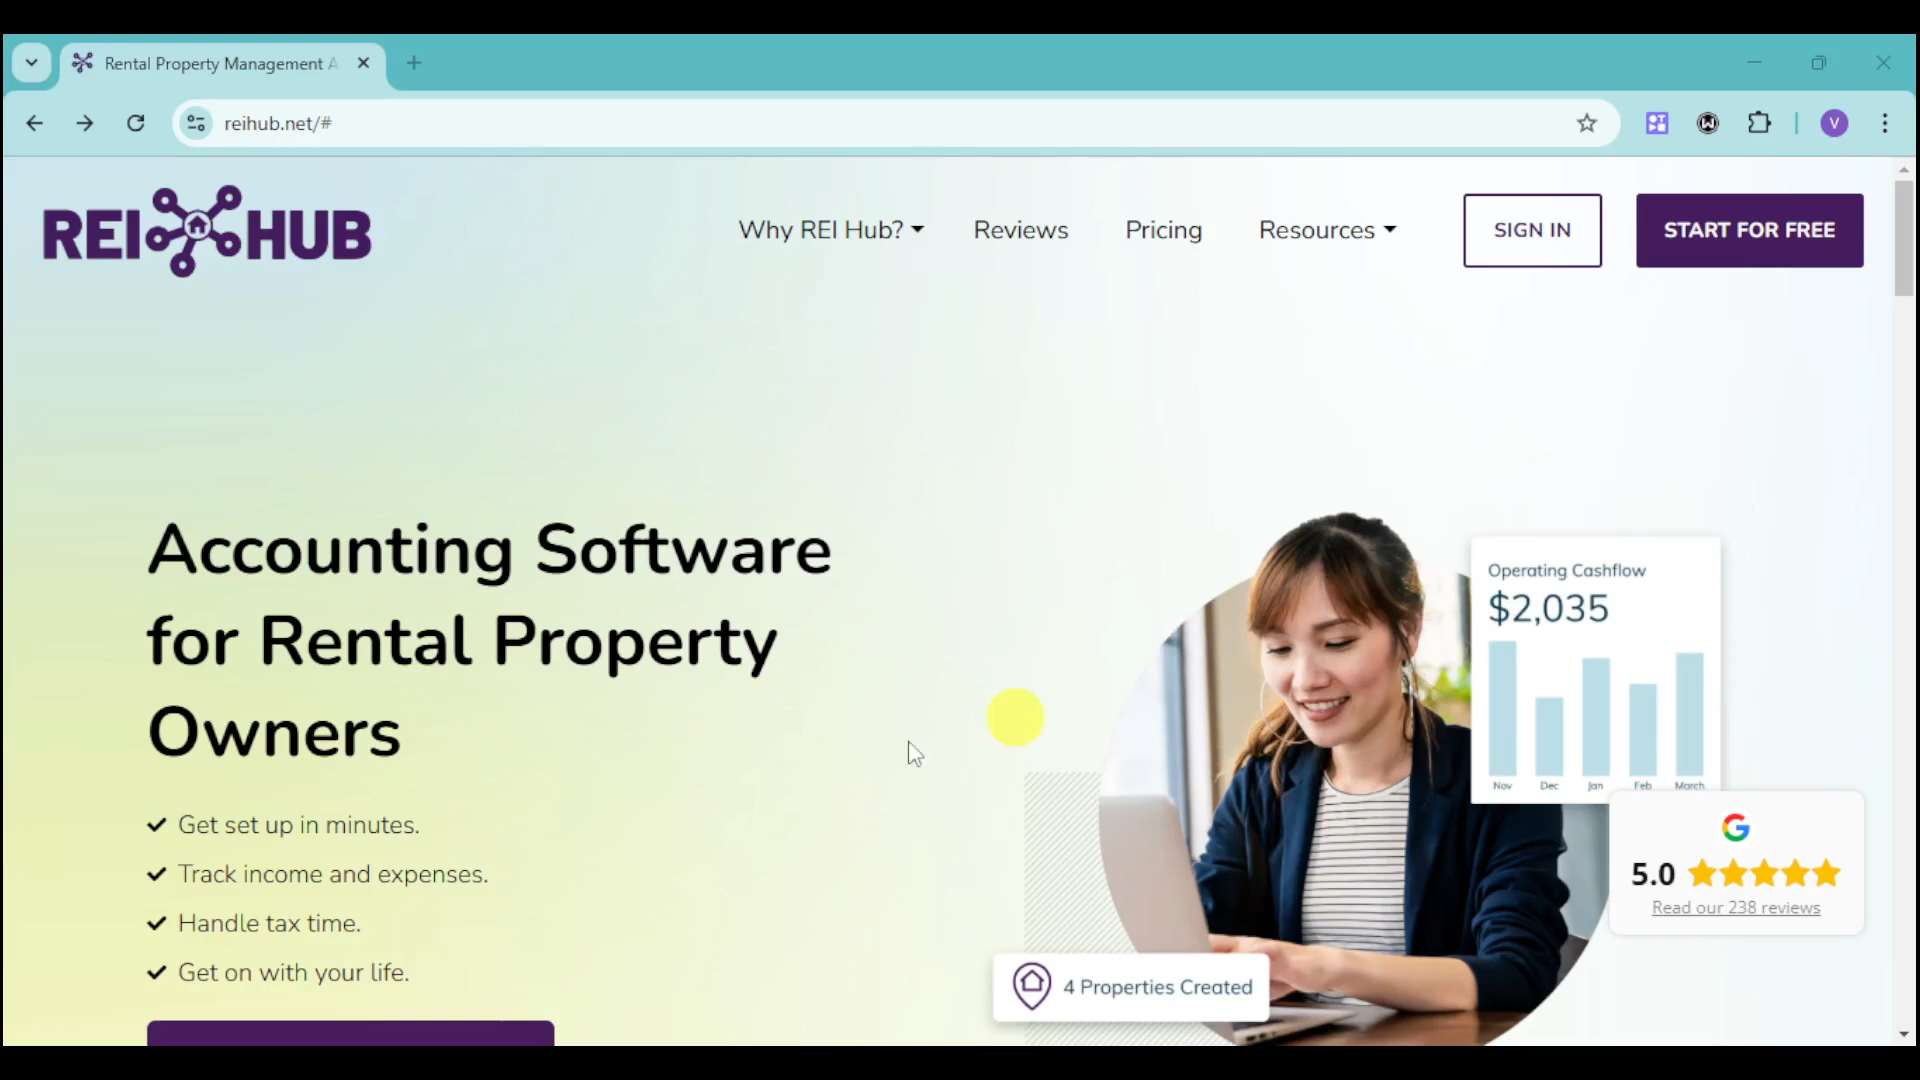 Rental Property Management A
reihub.net/#
V
REI HUB
Why REI Hub?
Reviews
Pricing
Resources
SIGN IN
START FOR FREE
Accounting Software
for Rental Property
Owners
Get set up in minutes.
Track income and expenses.
Handle tax time.
Get on with your life.
Operating Cashflow
$2,035
Nov Dec Jan Feb March
G
5.0
Read our 238 reviews
4 Properties Created